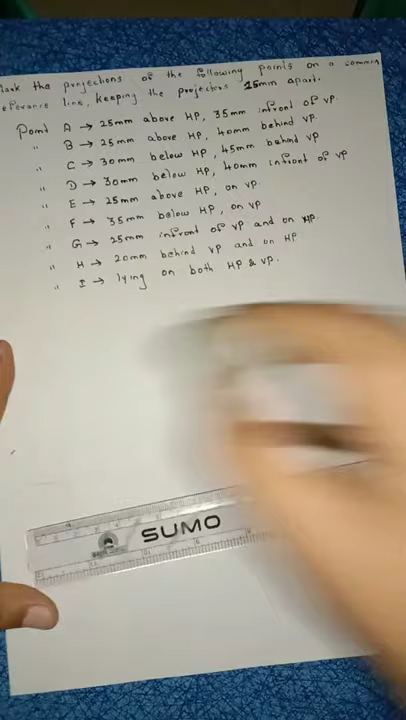 Mark the projections of the following points on a common
reference line, keeping the projectors 25mm apart.
Point A → 25mm above HP, 35mm infront of VP.
" B → 25mm above HP, 40mm behind VP.
" C → 30mm below HP, 45mm behind VP
" D → 30mm below HP, 40mm infront of VP
" E → 25mm above HP, on VP.
" F → 35mm below HP, on VP
" G → 25mm infront of VP and on HP.
" H → 20mm behind VP and on HP
" I → lying on both HP & VP.
SUMO